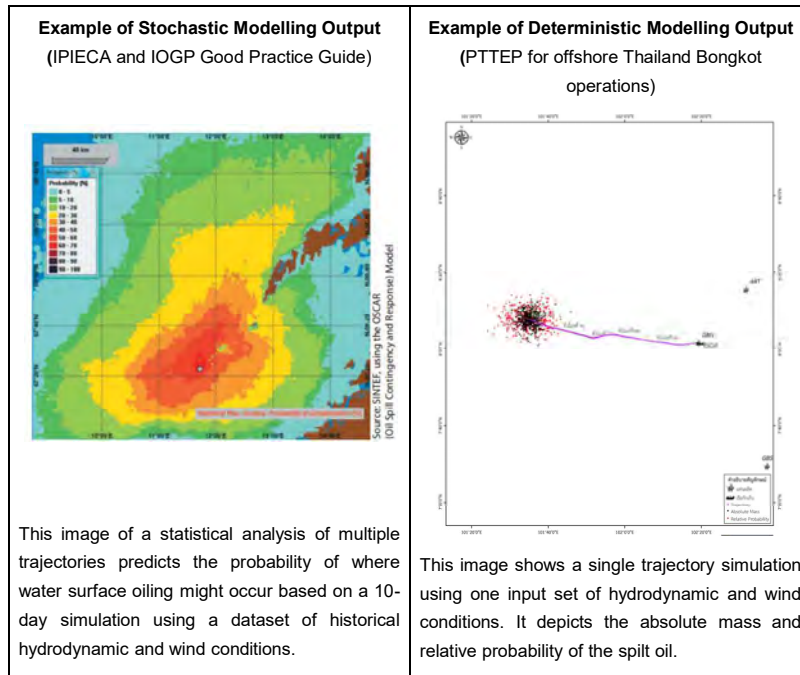 Example of Stochastic Modelling Output
(IPIECA and IOGP Good Practice Guide)
40 km
Probability (%)
0 - 5
5 - 10
10 - 20
20 - 30
30 - 40
40 - 50
50 - 60
60 - 70
70 - 80
80 - 90
90 - 100
Source: SINTEF, using the OSCAR
(Oil Spill Contingency and Response) Model
This image of a statistical analysis of multiple
trajectories predicts the probability of where
water surface oiling might occur based on a 10-
day simulation using a dataset of historical
hydrodynamic and wind conditions.
Example of Deterministic Modelling Output
(PTTEP for offshore Thailand Bongkot
operations)
Absolute Mass
Relative Probability
This image shows a single trajectory simulation
using one input set of hydrodynamic and wind
conditions. It depicts the absolute mass and
relative probability of the spilt oil.